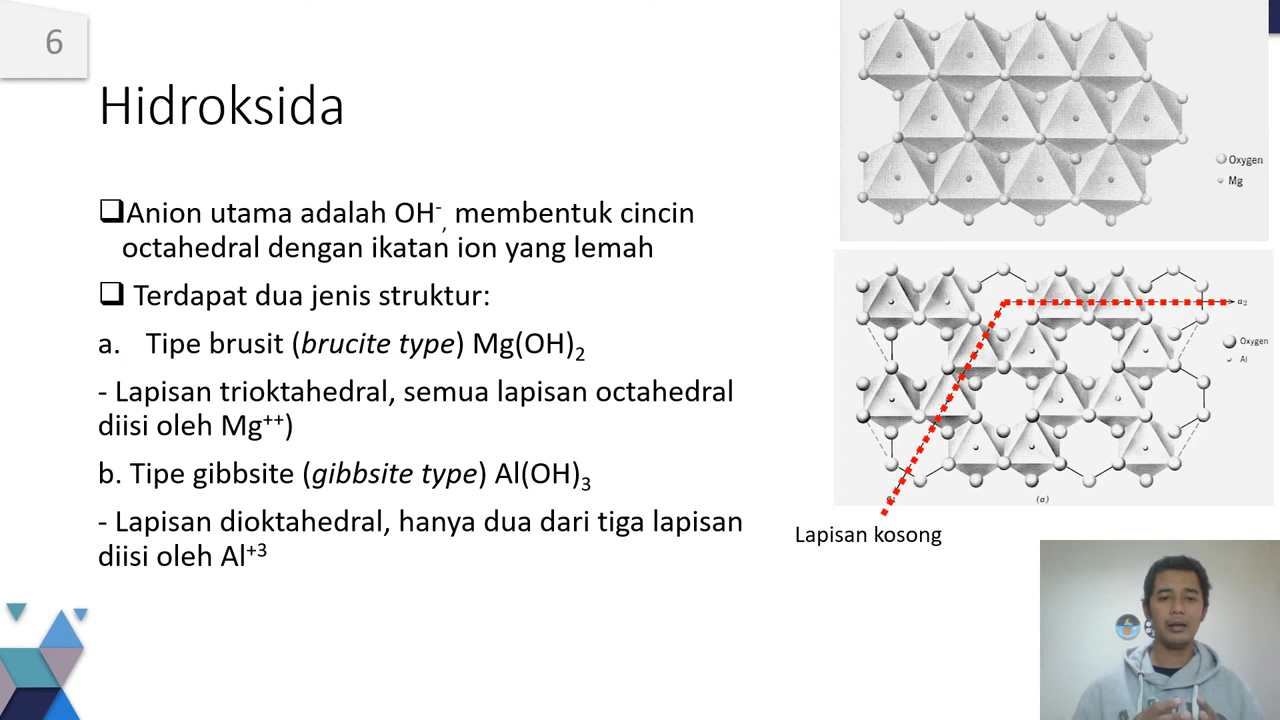 6
Hidroksida
❑Anion utama adalah OH⁻, membentuk cincin
octahedral dengan ikatan ion yang lemah
❑ Terdapat dua jenis struktur:
a. Tipe brusit (brucite type) Mg(OH)₂
- Lapisan trioktahedral, semua lapisan octahedral
diisi oleh Mg⁺⁺)
b. Tipe gibbsite (gibbsite type) Al(OH)₃
- Lapisan dioktahedral, hanya dua dari tiga lapisan
diisi oleh Al⁺³
Oxygen
Mg
a₂
Oxygen
Al
(a)
Lapisan kosong